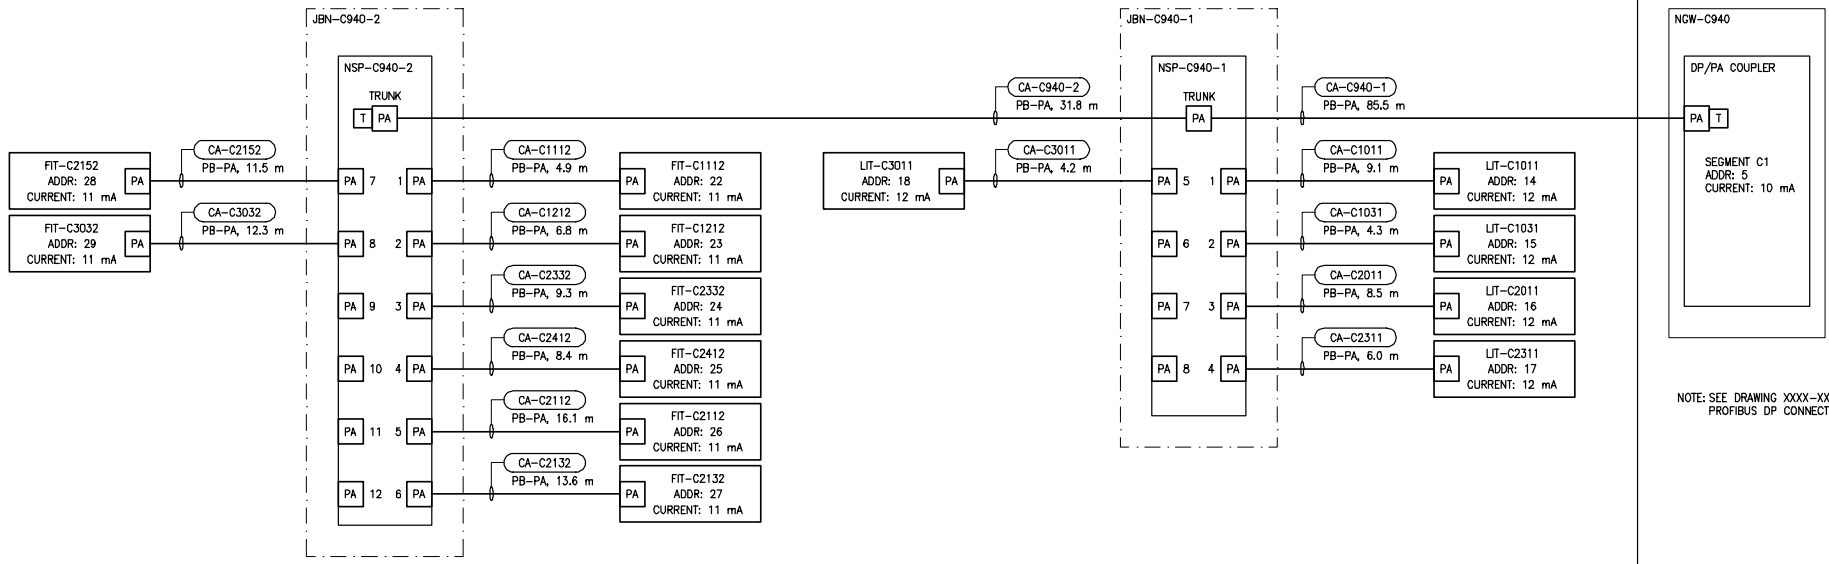 JBN-C940-2
NSP-C940-2
TRUNK
T PA
CA-C2152
PB-PA, 11.5 m
FIT-C2152
ADDR: 28
CURRENT: 11 mA
PA
PA 7
CA-C3032
PB-PA, 12.3 m
FIT-C3032
ADDR: 29
CURRENT: 11 mA
PA
PA 8
PA 9
PA 10
PA 11
PA 12
1 PA
CA-C1112
PB-PA, 4.9 m
PA
FIT-C1112
ADDR: 22
CURRENT: 11 mA
2 PA
CA-C1212
PB-PA, 6.8 m
PA
FIT-C1212
ADDR: 23
CURRENT: 11 mA
3 PA
CA-C2332
PB-PA, 9.3 m
PA
FIT-C2332
ADDR: 24
CURRENT: 11 mA
4 PA
CA-C2412
PB-PA, 8.4 m
PA
FIT-C2412
ADDR: 25
CURRENT: 11 mA
5 PA
CA-C2112
PB-PA, 16.1 m
PA
FIT-C2112
ADDR: 26
CURRENT: 11 mA
6 PA
CA-C2132
PB-PA, 13.6 m
PA
FIT-C2132
ADDR: 27
CURRENT: 11 mA
CA-C940-2
PB-PA, 31.8 m
JBN-C940-1
NSP-C940-1
TRUNK
PA
CA-C3011
PB-PA, 4.2 m
LIT-C3011
ADDR: 18
CURRENT: 12 mA
PA
PA 5
PA 6
PA 7
PA 8
CA-C940-1
PB-PA, 85.5 m
1 PA
CA-C1011
PB-PA, 9.1 m
PA
LIT-C1011
ADDR: 14
CURRENT: 12 mA
2 PA
CA-C1031
PB-PA, 4.3 m
PA
LIT-C1031
ADDR: 15
CURRENT: 12 mA
3 PA
CA-C2011
PB-PA, 8.5 m
PA
LIT-C2011
ADDR: 16
CURRENT: 12 mA
4 PA
CA-C2311
PB-PA, 6.0 m
PA
LIT-C2311
ADDR: 17
CURRENT: 12 mA
NGW-C940
DP/PA COUPLER
PA T
SEGMENT C1
ADDR: 5
CURRENT: 10 mA
NOTE: SEE DRAWING XXXX-XX
PROFIBUS DP CONNECT